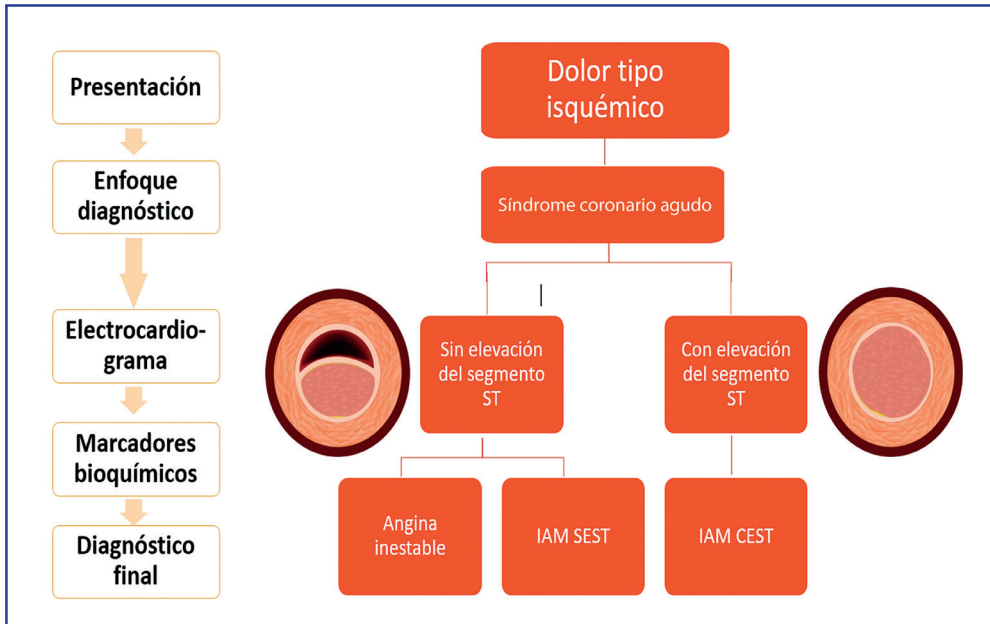 Presentación
Enfoque
diagnóstico
Electrocardio-
grama
Marcadores
bioquímicos
Diagnóstico
final
Dolor tipo
isquémico
Síndrome coronario agudo
Sin elevación
del segmento
ST
Con elevación
del segmento
ST
Angina
inestable
IAM SEST
IAM CEST